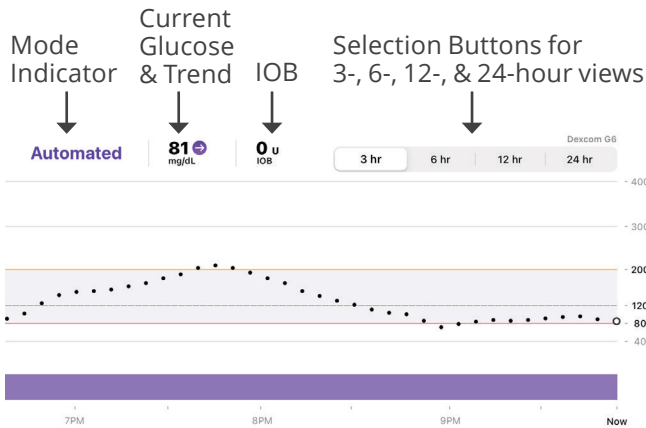 Mode
Indicator
Current
Glucose
& Trend
IOB
Selection Buttons for
3-, 6-, 12-, & 24-hour views
Dexcom G6
Automated
81
mg/dL
0 U
IOB
3 hr
6 hr
12 hr
24 hr
- 400
- 300
- 200
- 120
- 80
- 40
7PM
8PM
9PM
Now